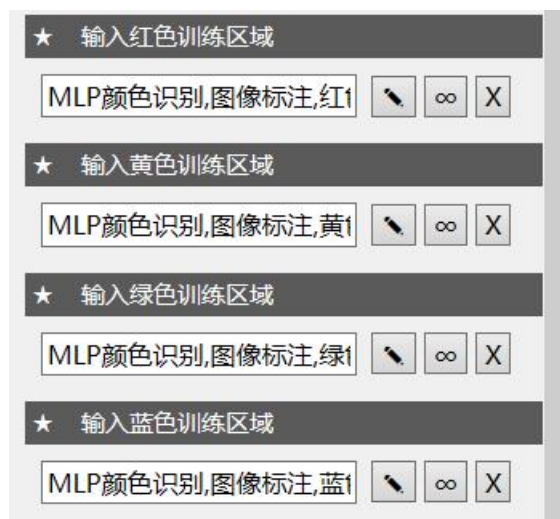 ★ 输入红色训练区域
MLP颜色识别,图像标注,红 ∞ X
★ 输入黄色训练区域
MLP颜色识别,图像标注,黄 ∞ X
★ 输入绿色训练区域
MLP颜色识别,图像标注,绿 ∞ X
★ 输入蓝色训练区域
MLP颜色识别,图像标注,蓝 ∞ X